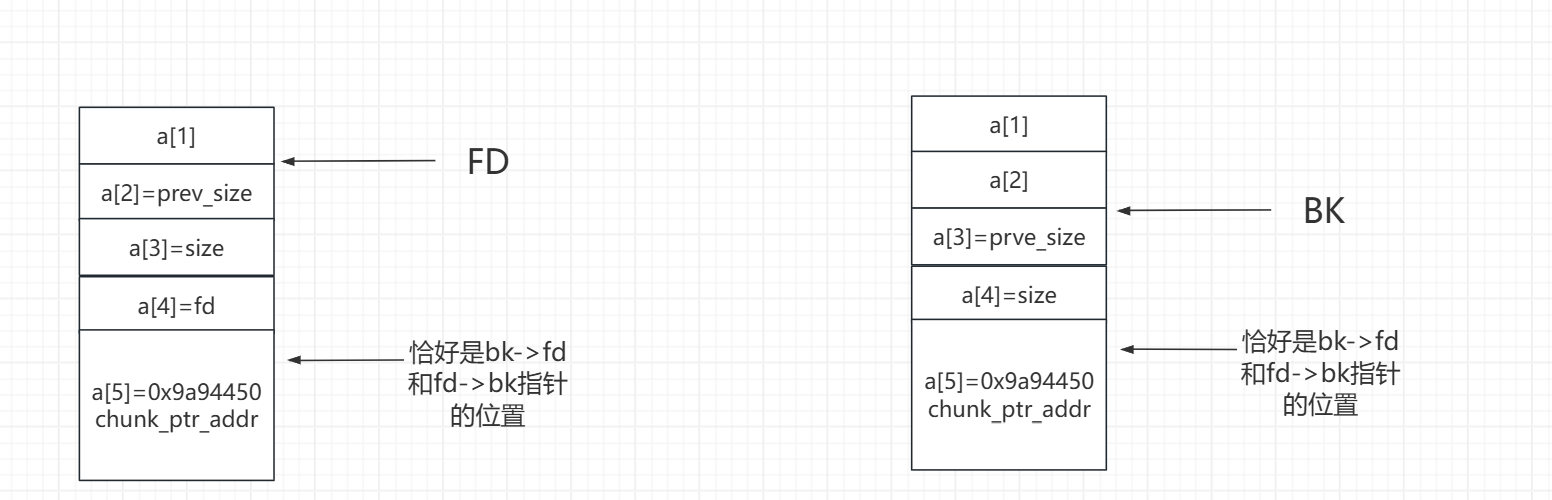 a[1]
FD
a[2]=prev_size
a[3]=size
a[4]=fd
恰好是bk->fd
和fd->bk指针
的位置
a[5]=0x9a94450
chunk_ptr_addr
a[1]
a[2]
BK
a[3]=prve_size
a[4]=size
恰好是bk->fd
和fd->bk指针
的位置
a[5]=0x9a94450
chunk_ptr_addr